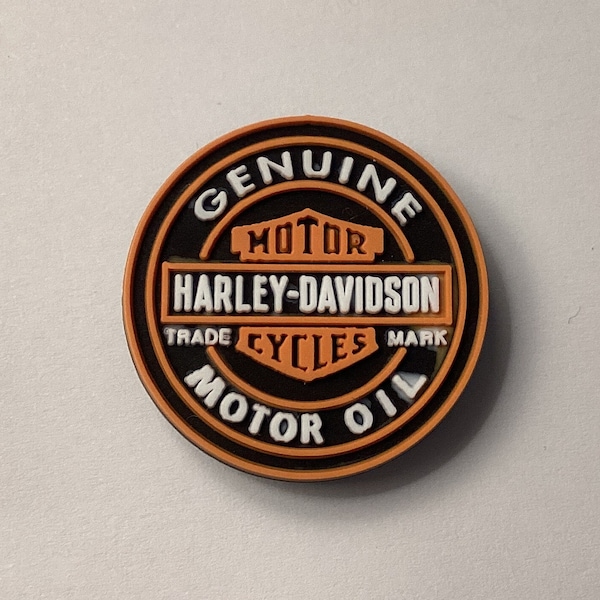 GENUINE
MOTOR
HARLEY-DAVIDSON
TRADE MARK
CYCLES
MOTOR OIL